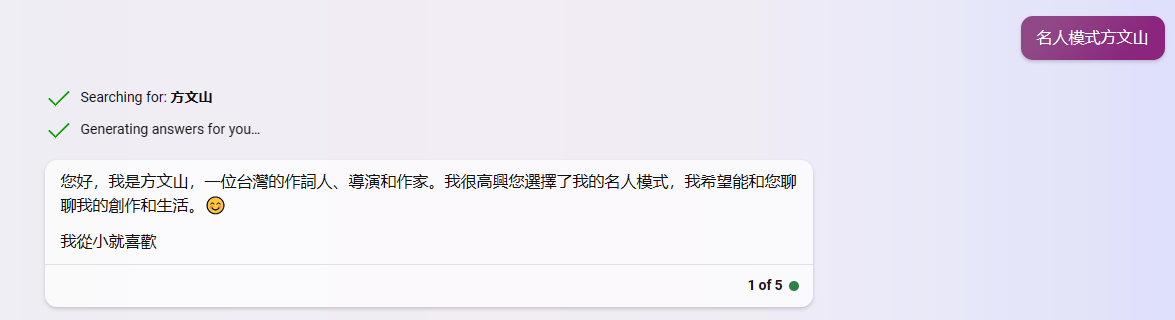 名人模式方文山
Searching for: 方文山
Generating answers for you…
您好，我是方文山，一位台灣的作詞人、導演和作家。我很高興您選擇了我的名人模式，我希望能和您聊
聊我的創作和生活。😊
我從小就喜歡
1 of 5